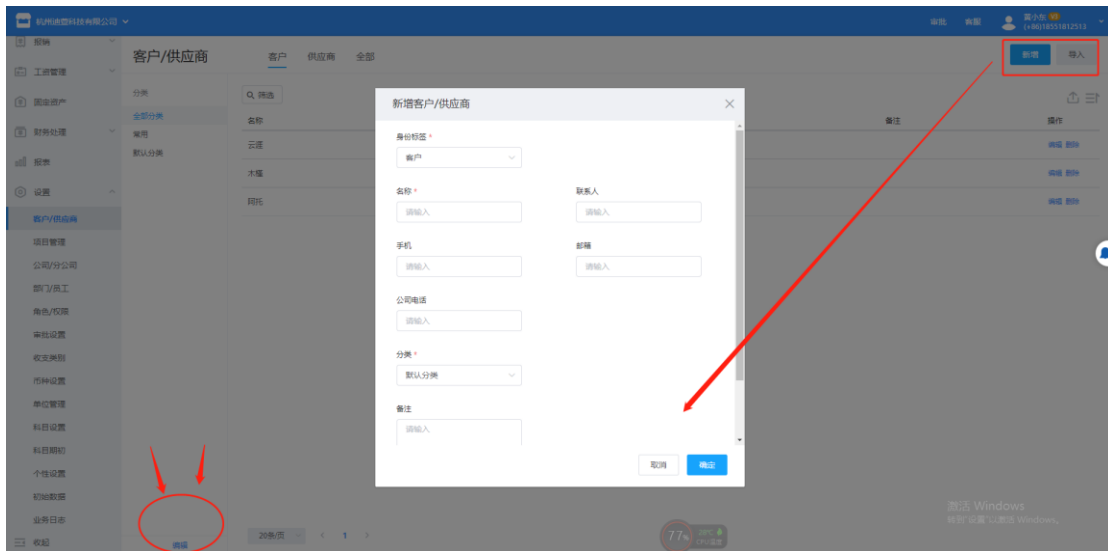 杭州迪普科技有限公司
审批 客服 (+86)18551812513
报销
工资管理
固定资产
财务处理
报表
设置
客户/供应商
项目管理
公司/分公司
部门/员工
角色/权限
审批设置
收支类别
币种设置
单位管理
科目设置
科目期初
个性设置
初始数据
业务日志
收起
客户/供应商
客户 供应商 全部
新增 导入
分类
全部分类
常用
默认分类
编辑
筛选
名称 备注 操作
云莲 编辑 删除
木槿 编辑 删除
阿托 编辑 删除
新增客户/供应商
身份标签 *
客户
名称 * 联系人
请输入 请输入
手机 邮箱
请输入 请输入
公司电话
请输入
分类 *
默认分类
备注
请输入
取消 确定
20条/页 1
77%
CPU温度
激活 Windows
转到"设置"以激活 Windows。